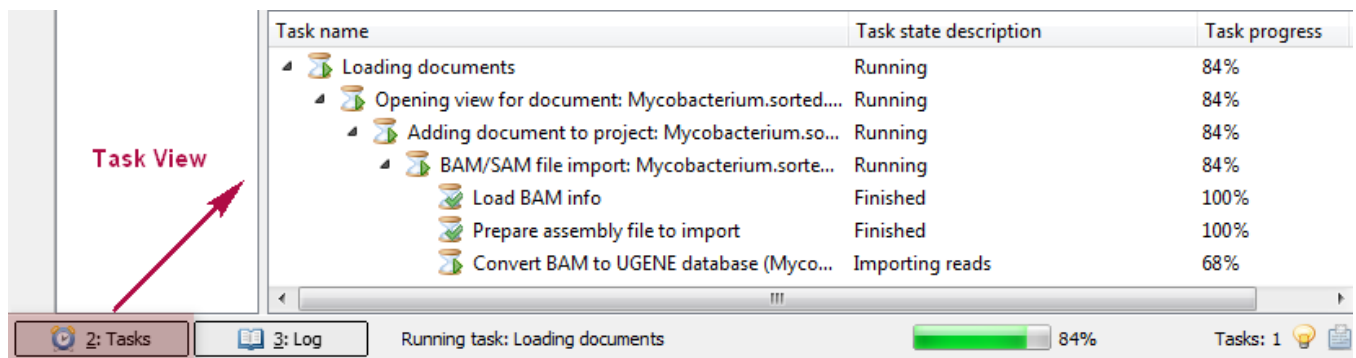 Task name Task state description Task progress
Loading documents Running 84%
Opening view for document: Mycobacterium.sorted.... Running 84%
Adding document to project: Mycobacterium.so... Running 84%
Task View
BAM/SAM file import: Mycobacterium.sorte... Running 84%
Load BAM info Finished 100%
Prepare assembly file to import Finished 100%
Convert BAM to UGENE database (Myco... Importing reads 68%
2: Tasks 3: Log Running task: Loading documents 84% Tasks: 1